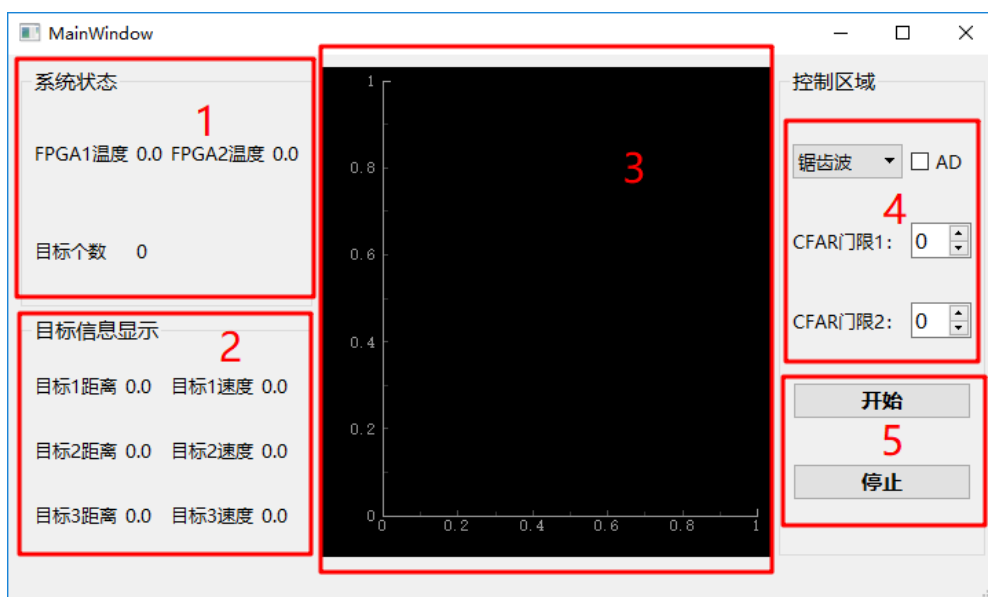 MainWindow
系统状态
1
FPGA1温度 0.0 FPGA2温度 0.0
目标个数 0
目标信息显示
2
目标1距离 0.0 目标1速度 0.0
目标2距离 0.0 目标2速度 0.0
目标3距离 0.0 目标3速度 0.0
1
0.8
0.6
0.4
0.2
0
0 0.2 0.4 0.6 0.8 1
3
控制区域
锯齿波 AD
4
CFAR门限1: 0
CFAR门限2: 0
开始
5
停止